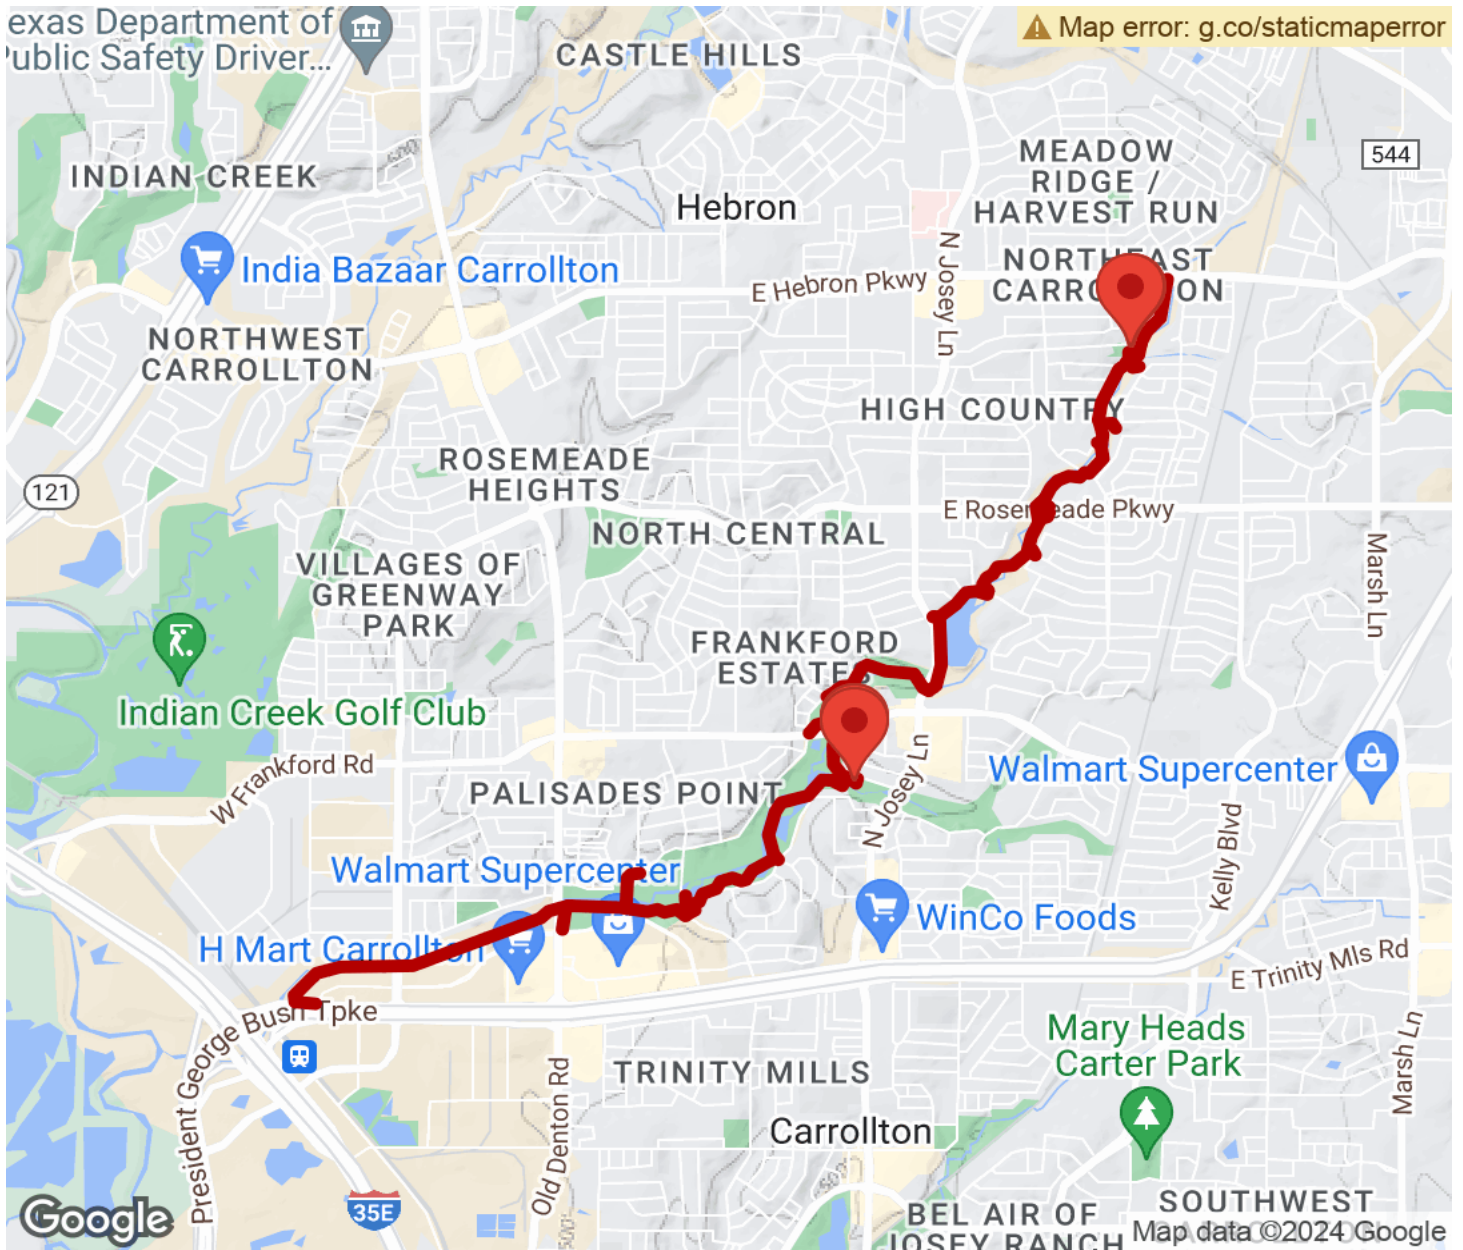 exas Department of
Public Safety Driver...
Map error: g.co/staticmaperror
CASTLE HILLS
600
544
INDIAN CREEK
MEADOW
RIDGE /
HARVEST RUN
Hebron
N Josey Ln
India Bazaar Carrollton
E Hebron Pkwy
NORTHEAST
NORTHWEST
CARROLLTON
HIGH COUNTRY
ROSEMEADE
HEIGHTS
121
E Rosemeade Pkwy
NORTH CENTRAL
VILLAGES OF
GREENWAY
PARK
Marsh Ln
FRANKFORD
ESTATES
Indian Creek Golf Club
W Frankford Rd
PALISADES POINT
N Josey Ln
Walmart Supercenter
Kelly Blvd
Walmart Supercenter
WinCo Foods
H Mart Carrollton
E Trinity Mls Rd
President George Bush Tpke
Mary Heads
Carter Park
Marsh Ln
TRINITY MILLS
Old Denton Rd
Carrollton
500
500'
35E
BEL AIR OF
JOSEY RANCH
SOUTHWEST
Google
Map data ©2024 Google